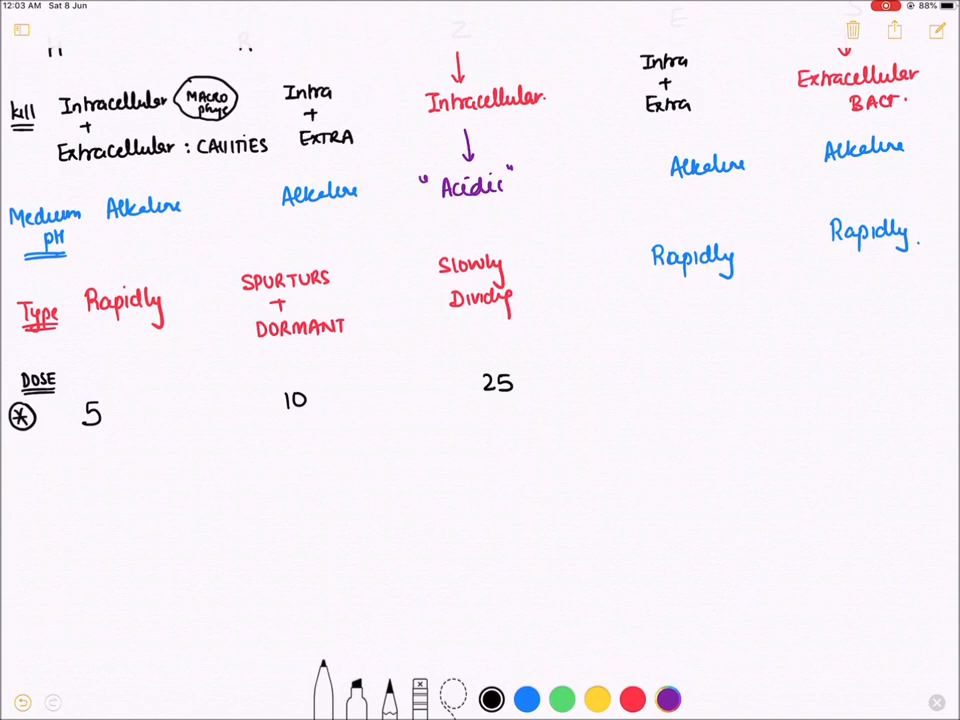 12:03 AM Sat 8 Jun 88%
Z E S
H R
Kill Intracellular MACRO phage Intra Intracellular. Intra Extracellular
+ + + BACT.
Extracellular : CAVITIES EXTRA Extra
Medium pH Alkaline Alkaline "Acidic" Alkaline Alkaline
Type Rapidly SPURTURS Slowly Rapidly Rapidly.
+ Dividing
DORMANT
DOSE
* 5 10 25